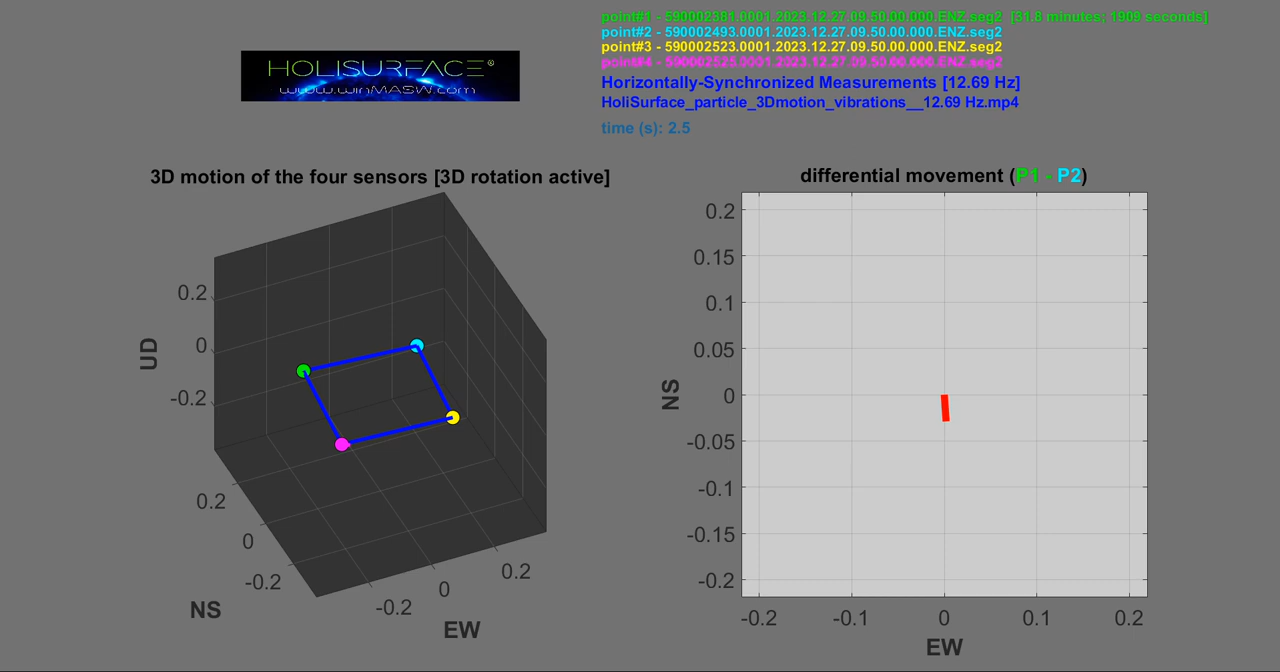 point#1 - 590002381.0001.2023.12.27.09.50.00.000.ENZ.seg2 [31.8 minutes; 1909 seconds]
point#2 - 590002493.0001.2023.12.27.09.50.00.000.ENZ.seg2
point#3 - 590002523.0001.2023.12.27.09.50.00.000.ENZ.seg2
point#4 - 590002525.0001.2023.12.27.09.50.00.000.ENZ.seg2
HOLISURFACE®
www.winMASW.com
Horizontally-Synchronized Measurements [12.69 Hz]
HoliSurface_particle_3Dmotion_vibrations__12.69 Hz.mp4
time (s): 2.5
3D motion of the four sensors [3D rotation active]
UD
0.2
0
-0.2
0.2
0
-0.2
NS
-0.2
0
0.2
EW
differential movement (P1 - P2)
NS
0.2
0.15
0.1
0.05
0
-0.05
-0.1
-0.15
-0.2
-0.2
-0.1
0
0.1
0.2
EW